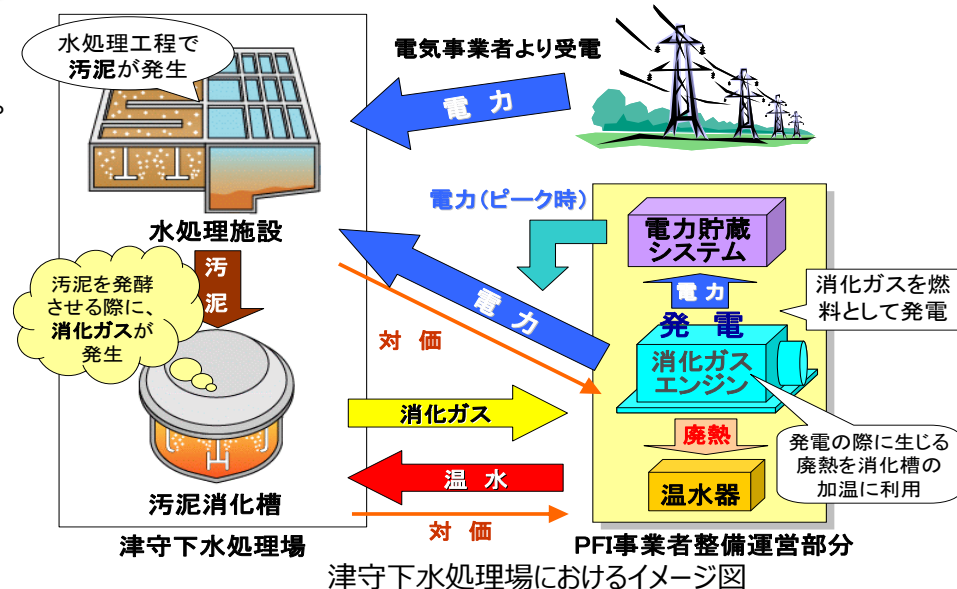 水処理工程で
汚泥が発生
。
電気事業者より受電
電 力
水処理施設
電力(ピーク時)
電力貯蔵
システム
汚
泥
汚泥を発酵
させる際に、
消化ガスが
発生
電 力
対 価
電 力
発 電
消化ガスを燃
料として発電
消化ガス
エンジン
消化ガス
廃熱
発電の際に生じる
廃熱を消化槽の
加温に利用
温 水
温水器
汚泥消化槽
対 価
津守下水処理場
PFI事業者整備運営部分
津守下水処理場におけるイメージ図